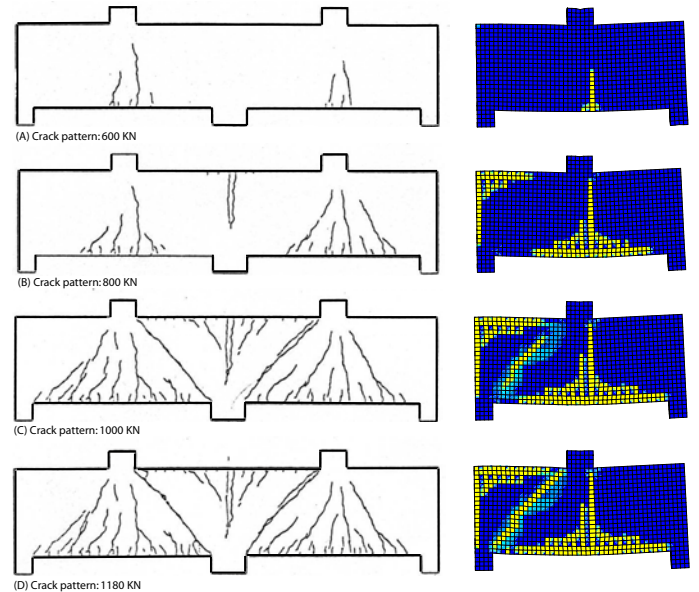 (A) Crack pattern: 600 KN
(B) Crack pattern: 800 KN
(C) Crack pattern: 1000 KN
(D) Crack pattern: 1180 KN